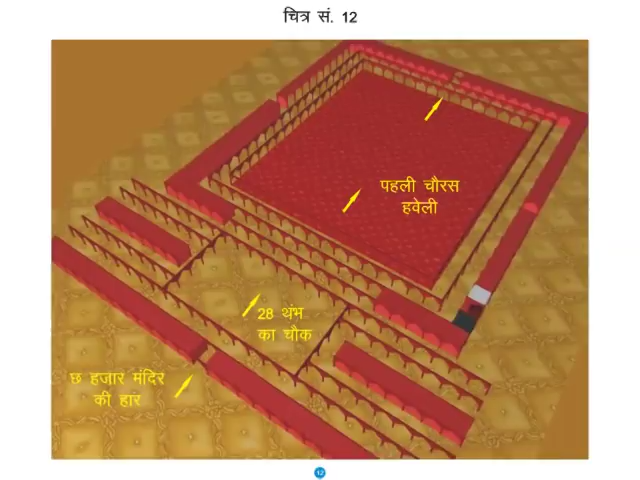 चित्र सं. 12
पहली चौरस
हवेली
28 थंभ
का चौक
छ हजार मंदिर
की हार
12